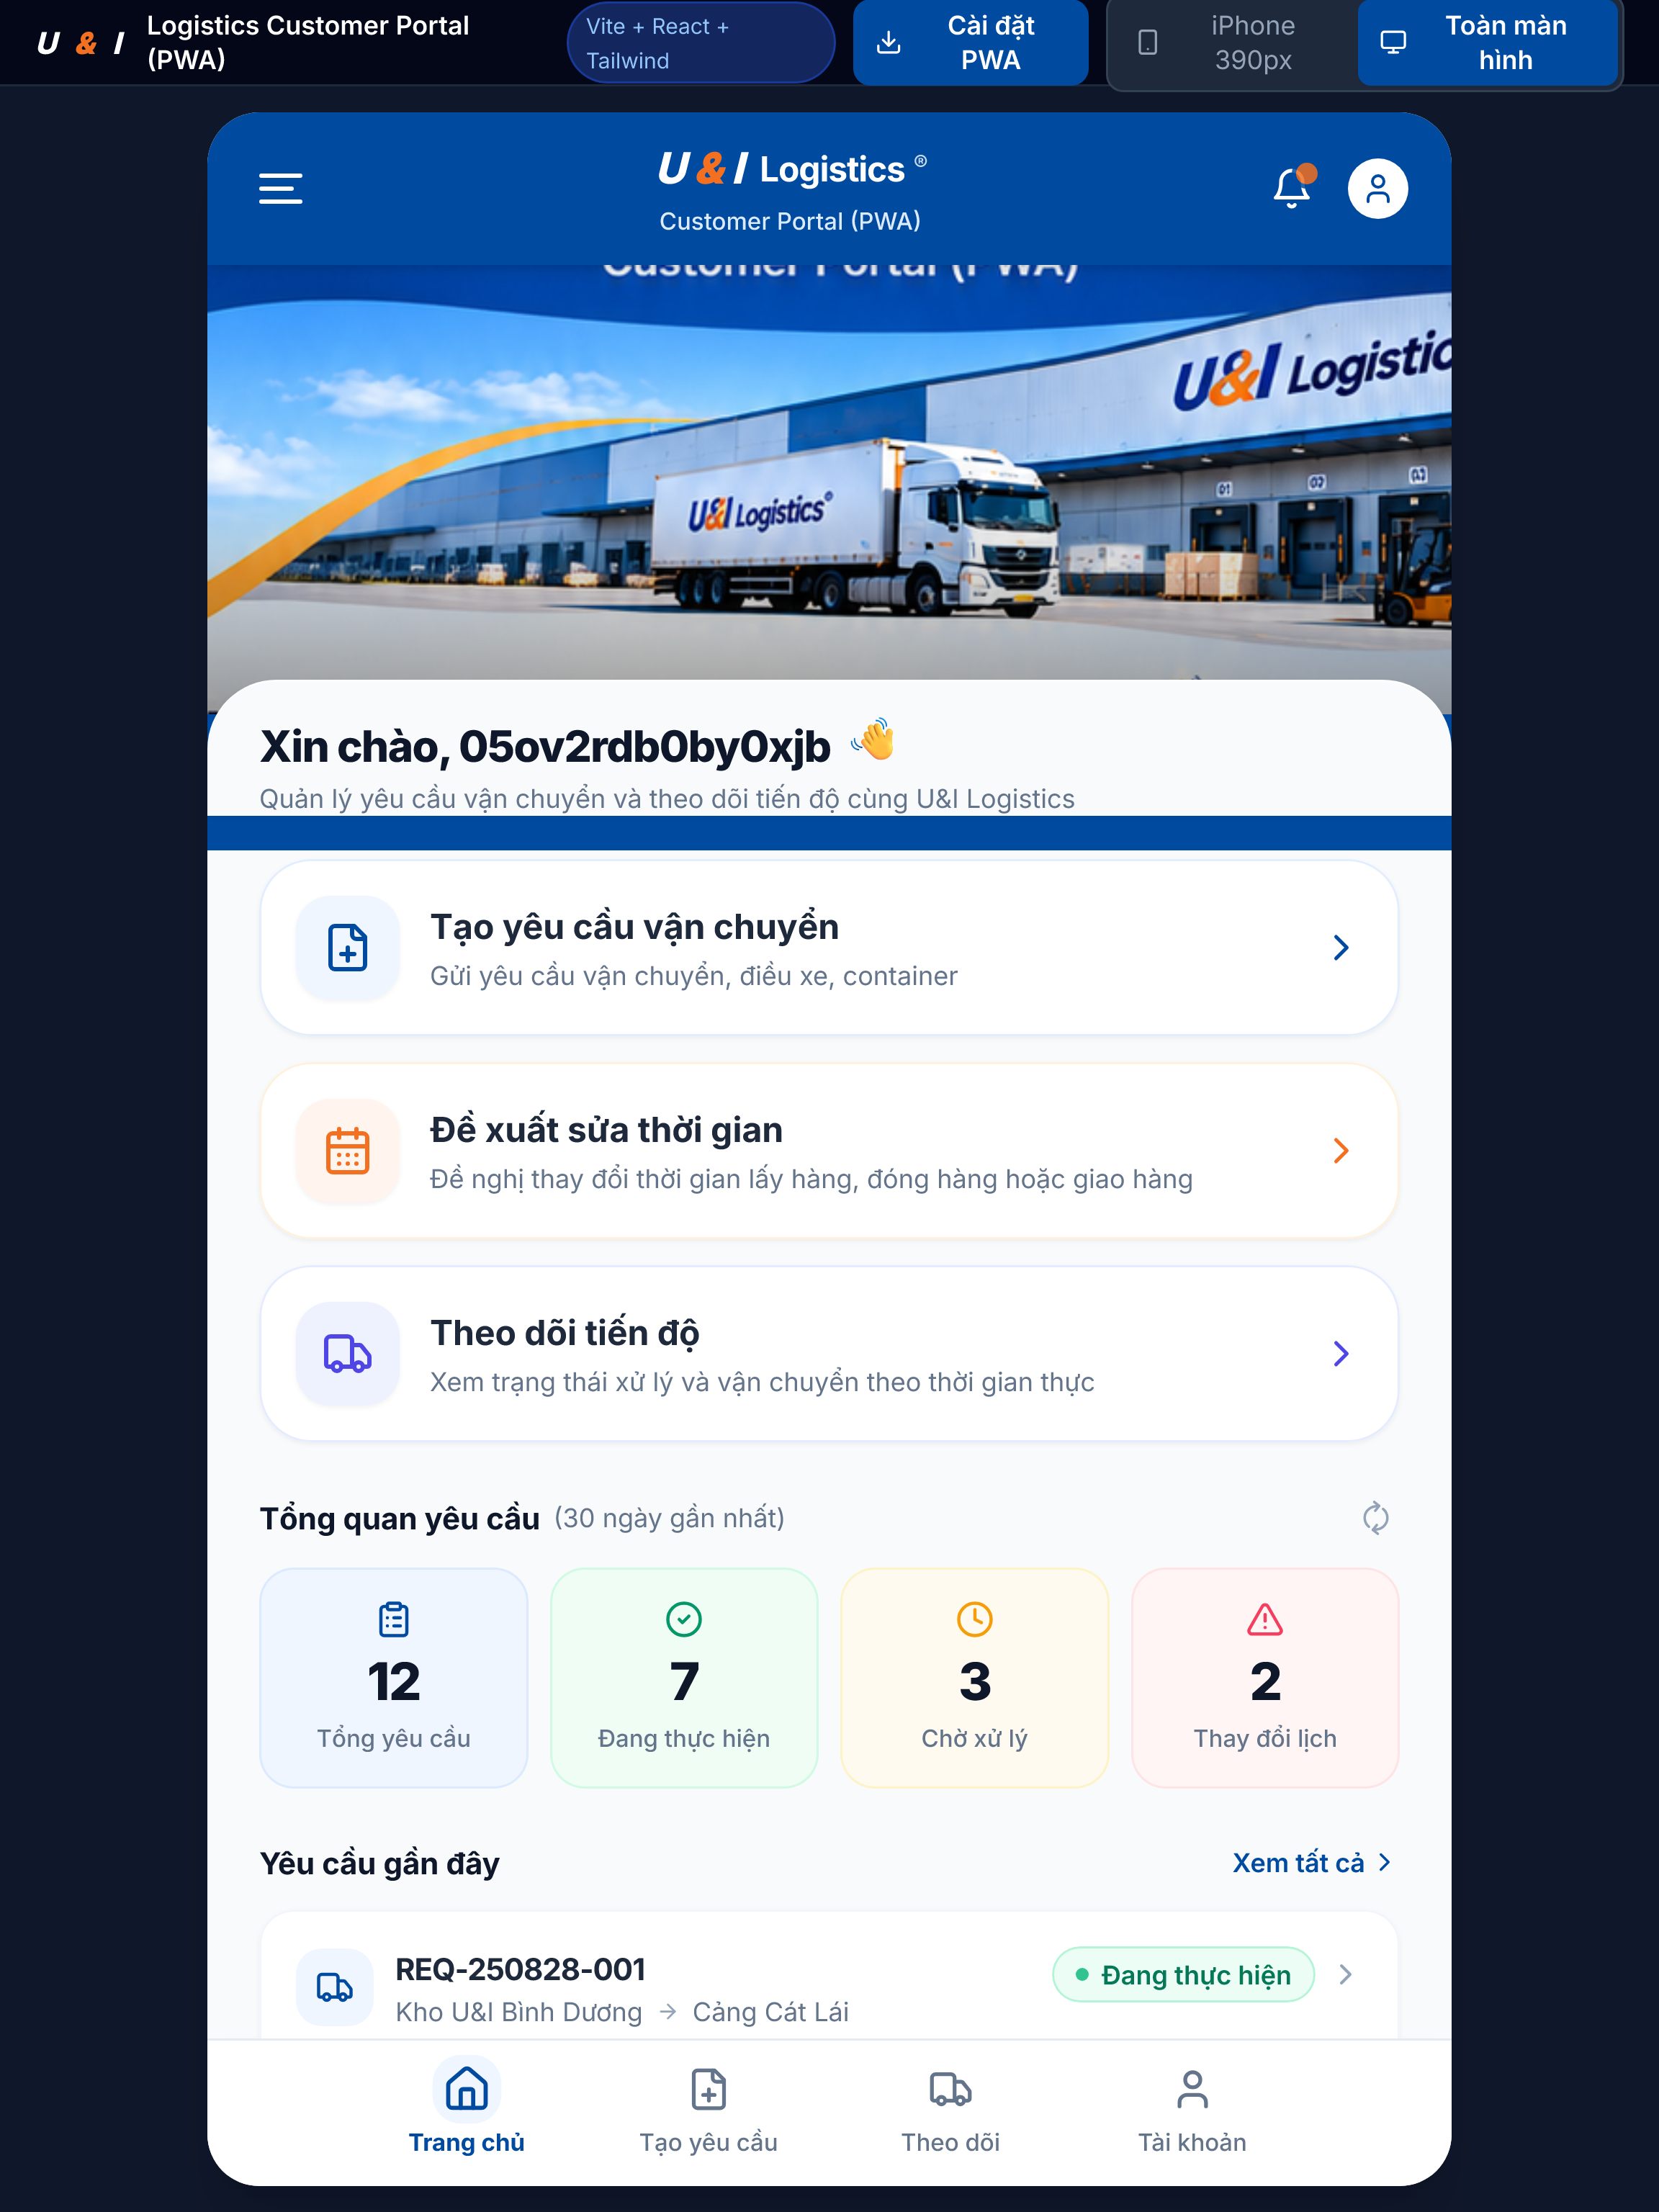 U & I
Logistics Customer Portal
(PWA)
Vite + React +
Tailwind
Cài đặt
PWA
iPhone
390px
Toàn màn
hình
U & I Logistics ®
Customer Portal (PWA)
Customer Portal (PWA)
U&I Logistic
01
02
03
U&I Logistics
Xin chào, 05ov2rdb0by0xjb 👋
Quản lý yêu cầu vận chuyển và theo dõi tiến độ cùng U&I Logistics
Tạo yêu cầu vận chuyển
Gửi yêu cầu vận chuyển, điều xe, container
Đề xuất sửa thời gian
Đề nghị thay đổi thời gian lấy hàng, đóng hàng hoặc giao hàng
Theo dõi tiến độ
Xem trạng thái xử lý và vận chuyển theo thời gian thực
Tổng quan yêu cầu (30 ngày gần nhất)
12
Tổng yêu cầu
7
Đang thực hiện
3
Chờ xử lý
2
Thay đổi lịch
Yêu cầu gần đây
Xem tất cả
REQ-250828-001
Đang thực hiện
Kho U&I Bình Dương → Cảng Cát Lái
Trang chủ
Tạo yêu cầu
Theo dõi
Tài khoản